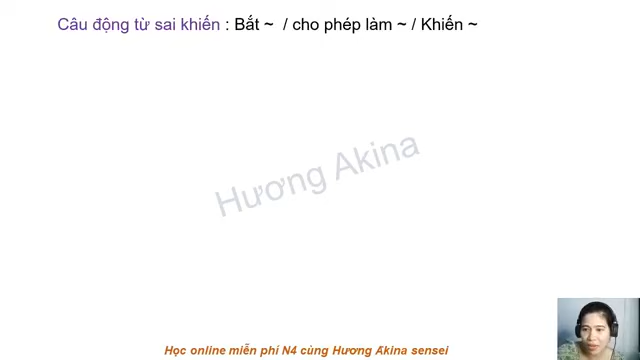 Câu động từ sai khiến : Bắt ~ / cho phép làm ~ / Khiến ~
Hương Akina
Học online miễn phí N4 cùng Hương Akina sensei